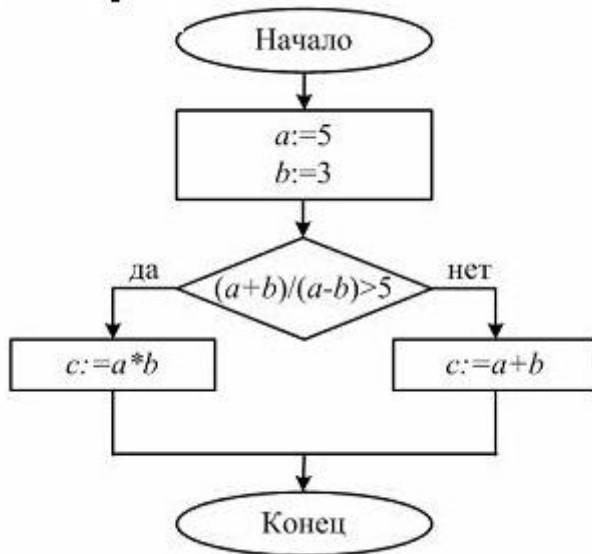 Начало
a:=5
b:=3
да
(a+b)/(a-b)>5
нет
c:=a*b
c:=a+b
Конец